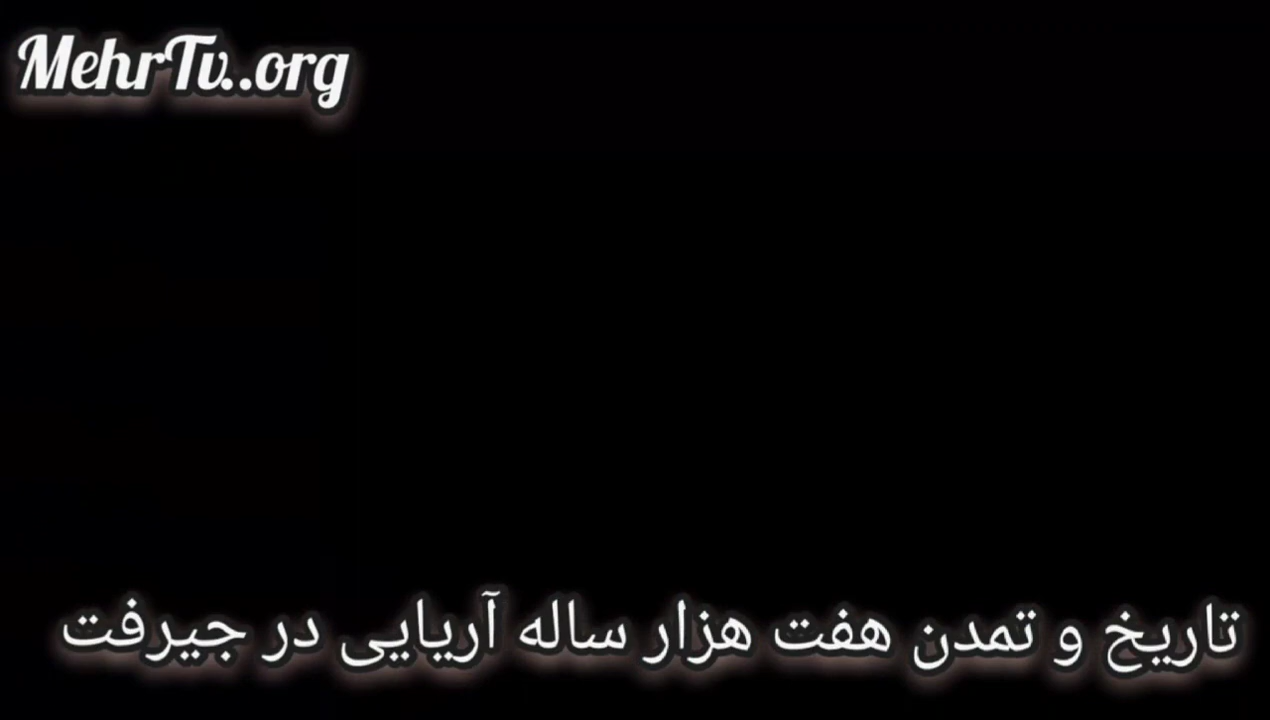 MehrTv..org
تاریخ و تمدن هفت هزار ساله آریایی در جیرفت